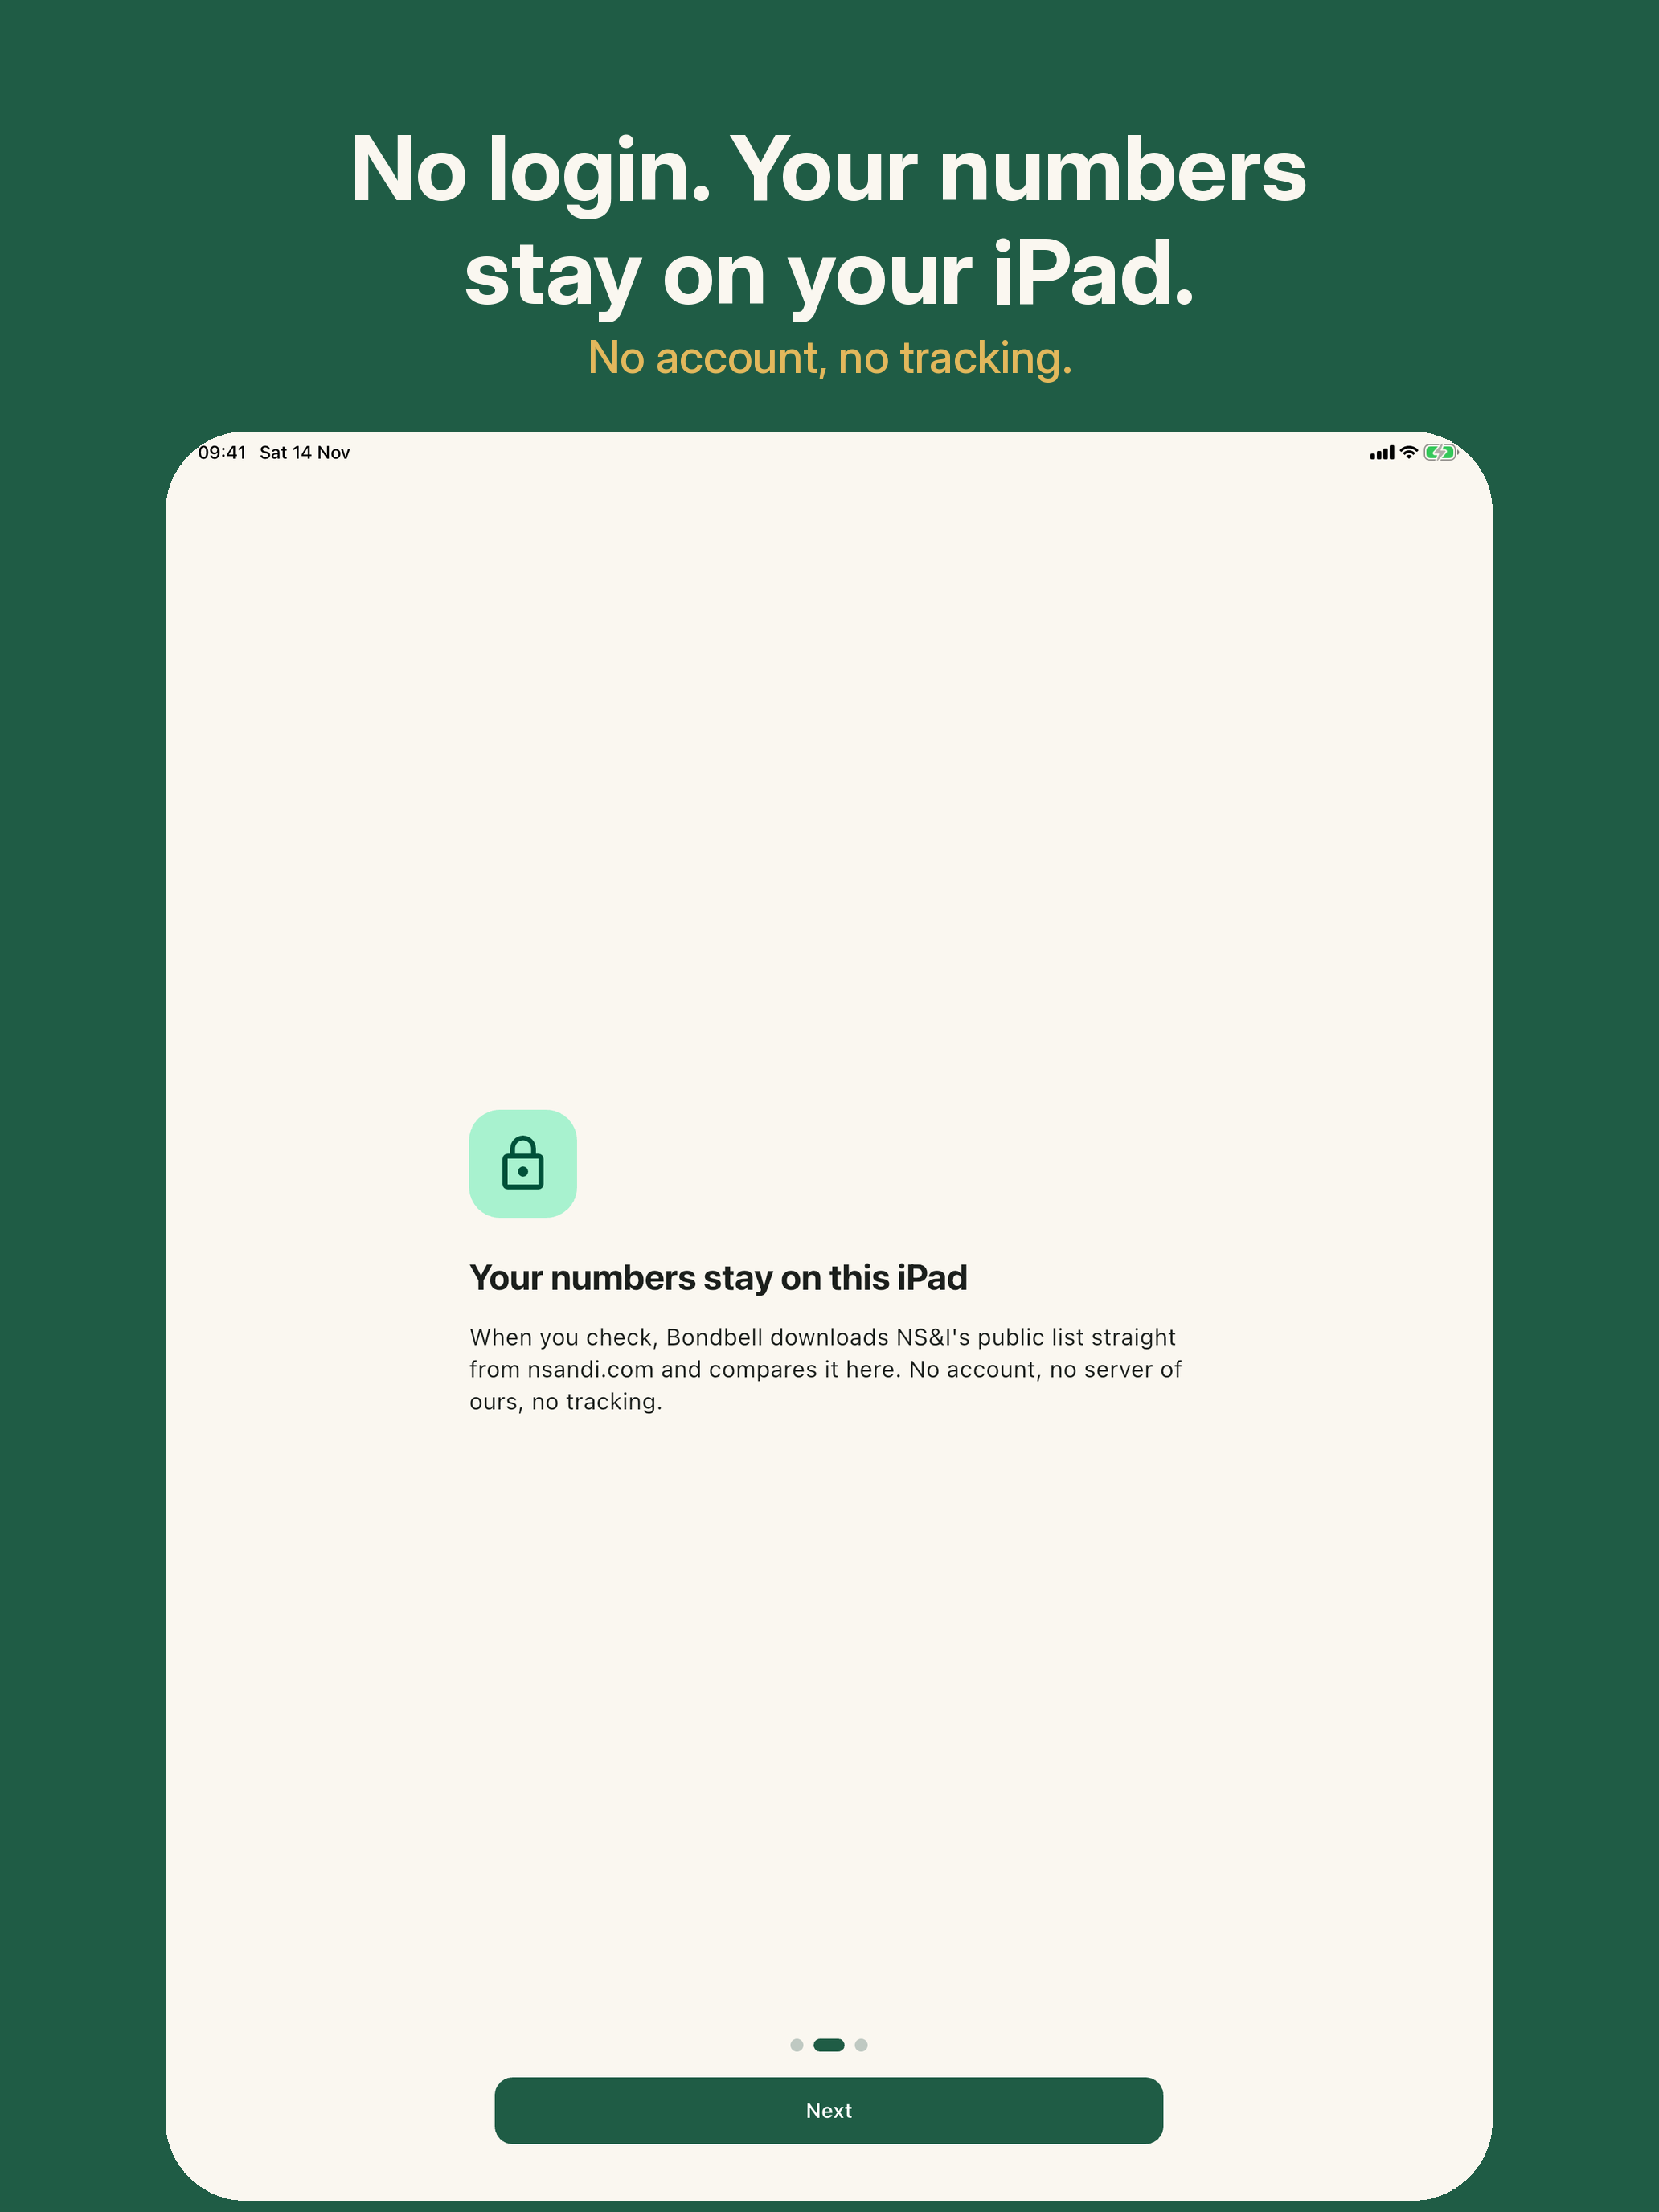 No login. Your numbers
stay on your iPad.
No account, no tracking.
09:41 Sat 14 Nov
Your numbers stay on this iPad
When you check, Bondbell downloads NS&I's public list straight
from nsandi.com and compares it here. No account, no server of
ours, no tracking.
Next